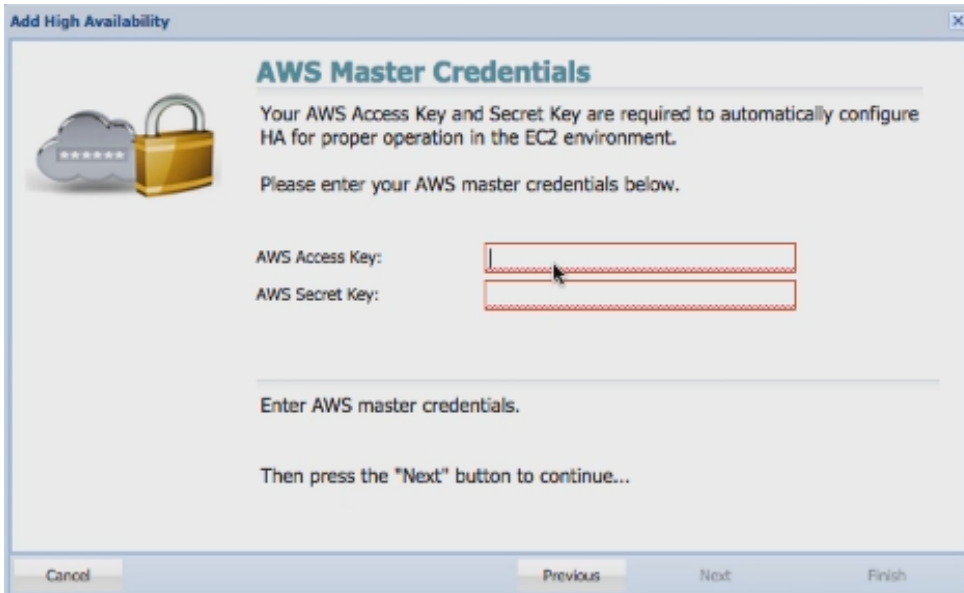 Add High Availability
AWS Master Credentials
Your AWS Access Key and Secret Key are required to automatically configure
HA for proper operation in the EC2 environment.
Please enter your AWS master credentials below.
******
AWS Access Key:
AWS Secret Key:
Enter AWS master credentials.
Then press the "Next" button to continue...
Cancel
Previous
Next
Finish